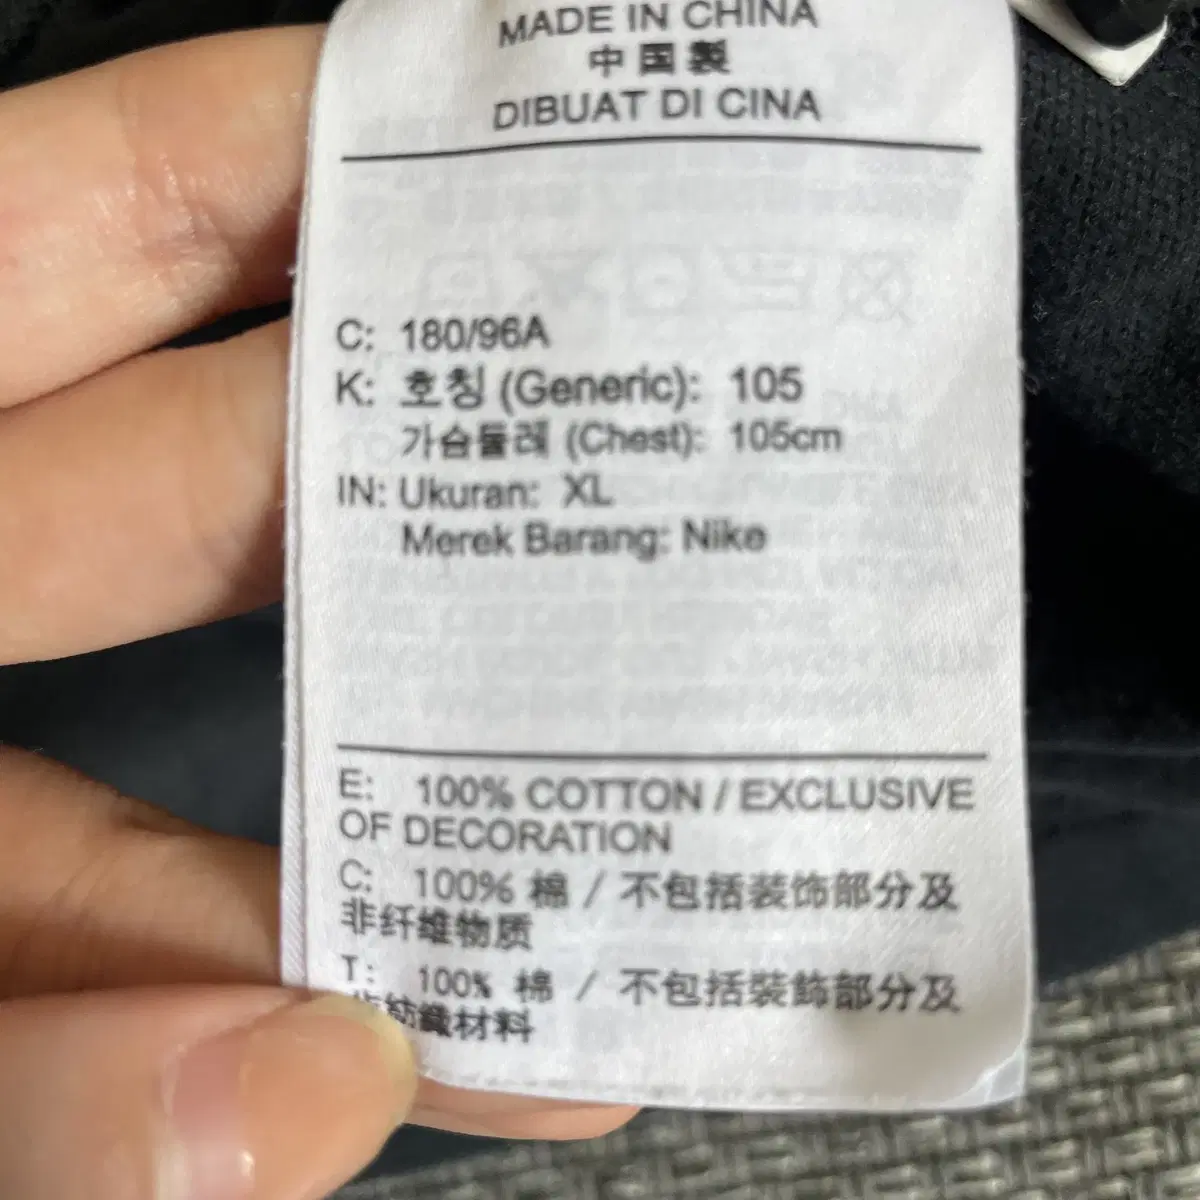 MADE IN CHINA
中国製
DIBUAT DI CINA
C: 180/96A
K: 호칭 (Generic): 105
가슴둘레 (Chest): 105cm
IN: Ukuran: XL
Merek Barang: Nike
E: 100% COTTON / EXCLUSIVE
OF DECORATION
C: 100% 棉 / 不包括装饰部分及
非纤维物质
T: 100% 棉 / 不包括裝飾部分及
非紡織材料